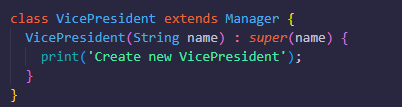 class VicePresident extends Manager {
  VicePresident(String name) : super(name) {
    print('Create new VicePresident');
  }
}